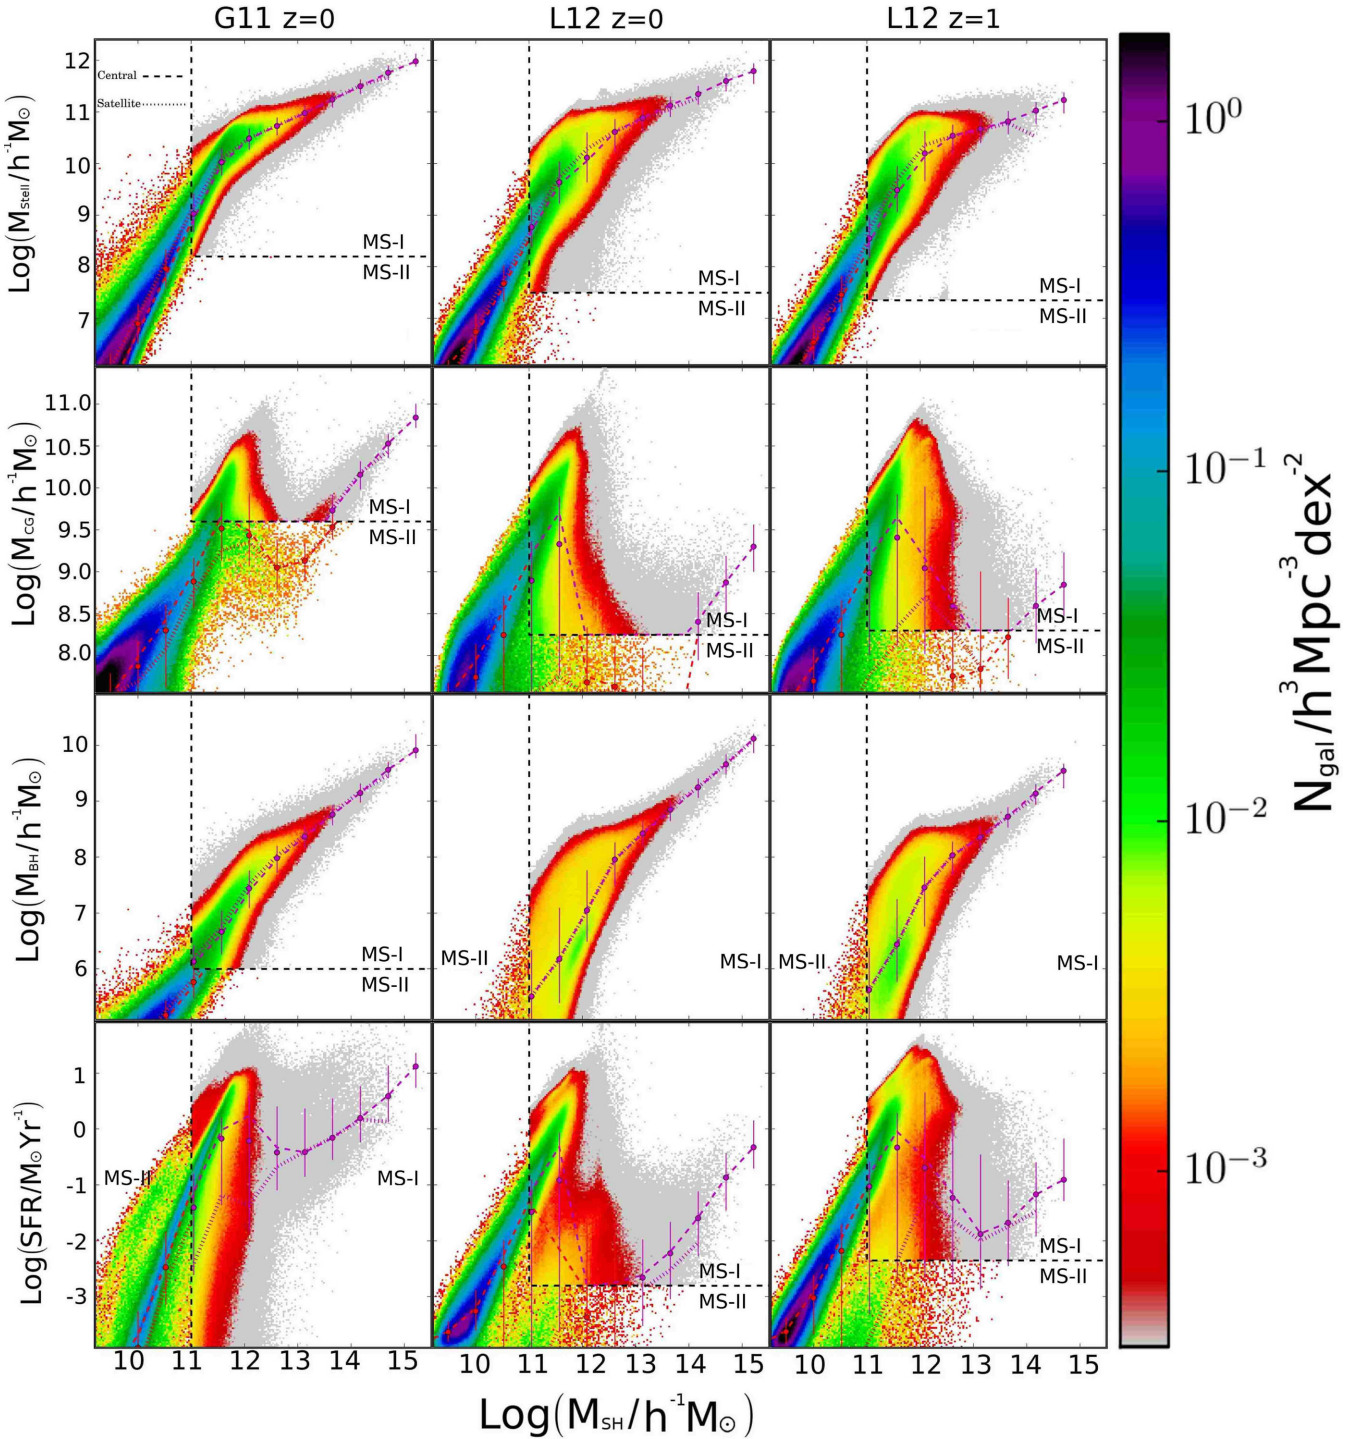 G11 z=0 L12 z=0 L12 z=1
Log(M_stell/h⁻¹M⊙)
12
11
10
9
8
7
Central
Satellite
MS-I
MS-II
MS-I
MS-II
MS-I
MS-II
Log(M_CG/h⁻¹M⊙)
11.0
10.5
10.0
9.5
9.0
8.5
8.0
MS-I
MS-II
MS-I
MS-II
MS-I
MS-II
Log(M_BH/h⁻¹M⊙)
10
9
8
7
6
MS-I
MS-II
MS-II MS-I
MS-II MS-I
Log(SFR/M⊙Yr⁻¹)
1
0
-1
-2
-3
MS-II MS-I
MS-I
MS-II
MS-I
MS-II
10 11 12 13 14 15
10 11 12 13 14 15
10 11 12 13 14 15
Log(M_SH/h⁻¹M⊙)
10⁰
10⁻¹
10⁻²
10⁻³
N_gal/h³Mpc⁻³dex⁻²